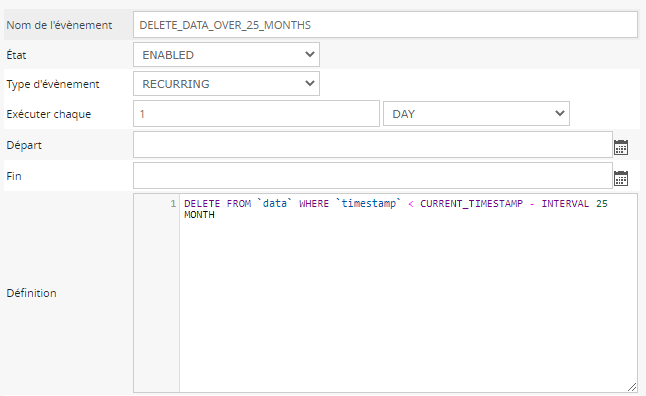 Nom de l'évènement DELETE_DATA_OVER_25_MONTHS
État ENABLED
Type d'évènement RECURRING
Exécuter chaque 1 DAY
Départ
Fin
Définition
1 DELETE FROM `data` WHERE `timestamp` < CURRENT_TIMESTAMP - INTERVAL 25
MONTH